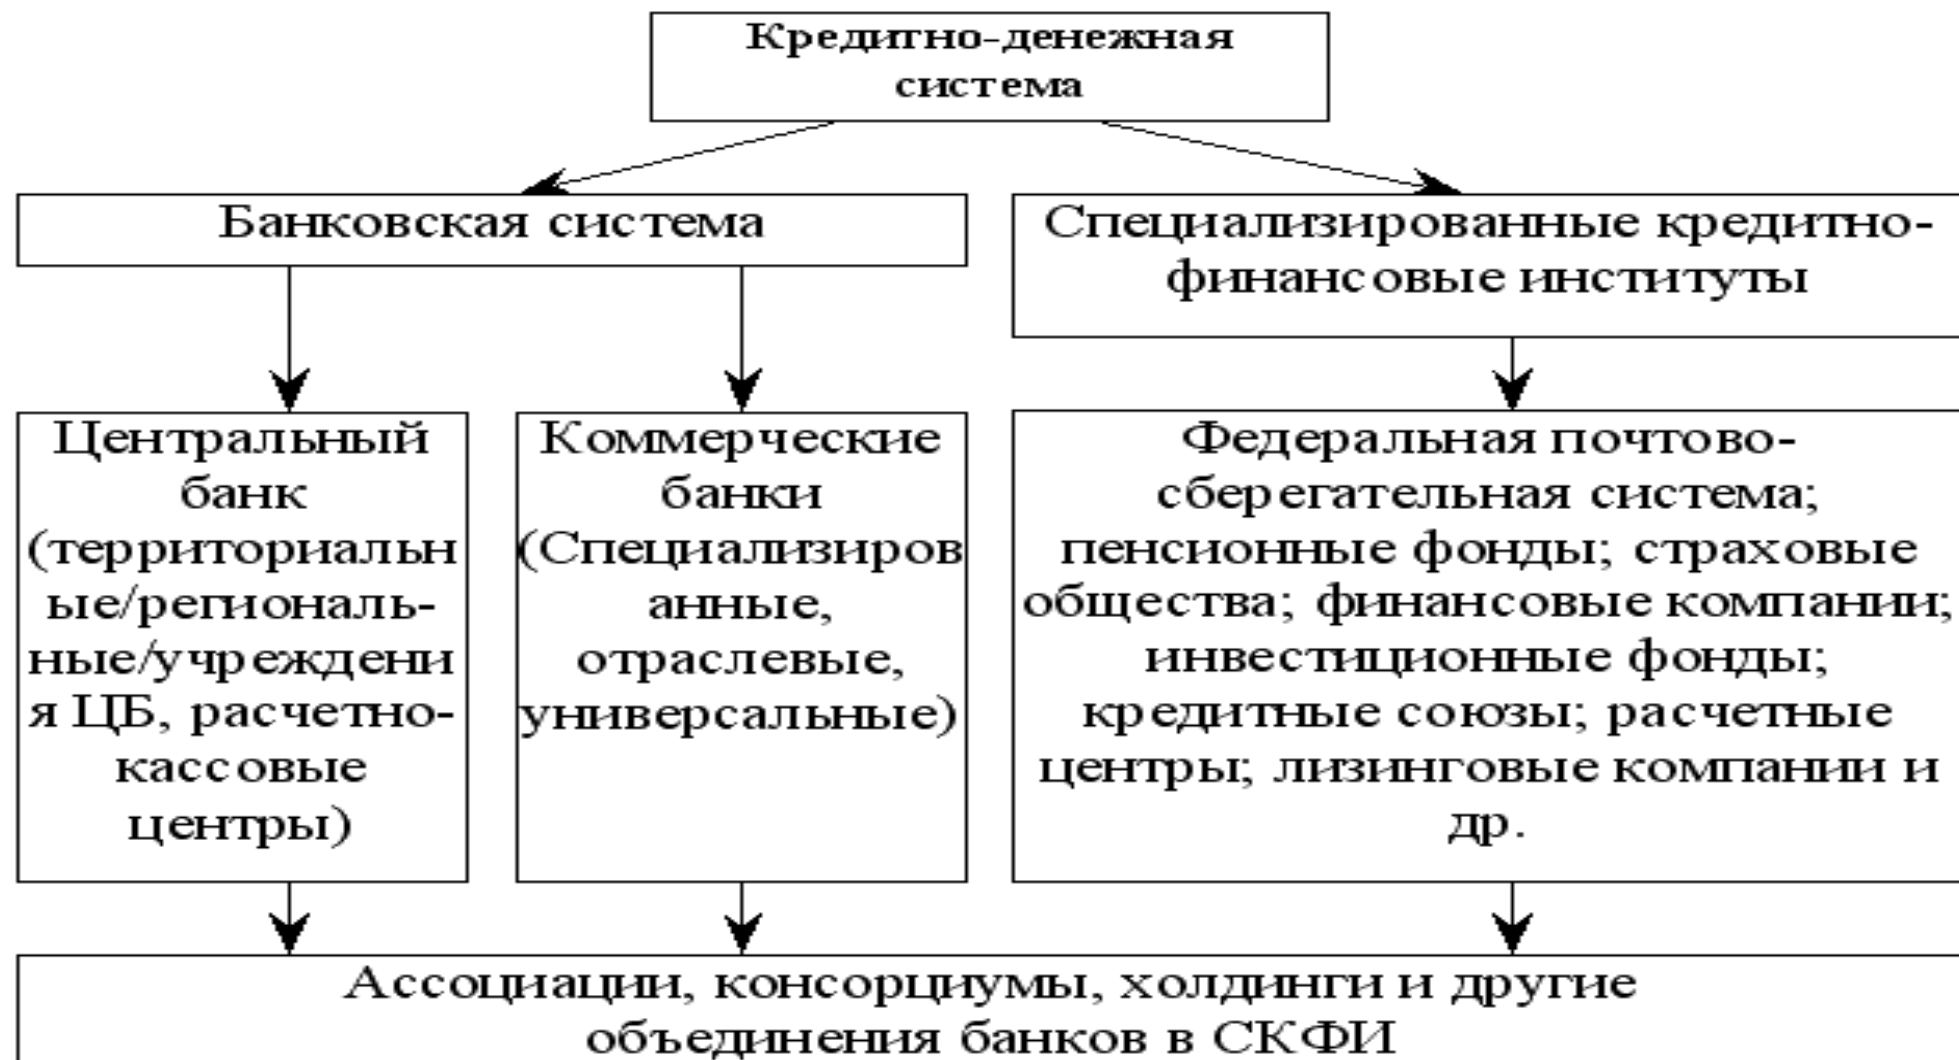 Кредитно-денежная
система
Банковская система
Специализированные кредитно-
финансовые институты
Центральный
банк
(территориальн
ые/региональ-
ные/учреждени
я ЦБ, расчетно-
кассовые
центры)
Коммерческие
банки
(Специализиров
анные,
отраслевые,
универсальные)
Федеральная почтово-
сберегательная система;
пенсионные фонды; страховые
общества; финансовые компании;
инвестиционные фонды;
кредитные союзы; расчетные
центры; лизинговые компании и
др.
Ассоциации, консорциумы, холдинги и другие
объединения банков в СКФИ